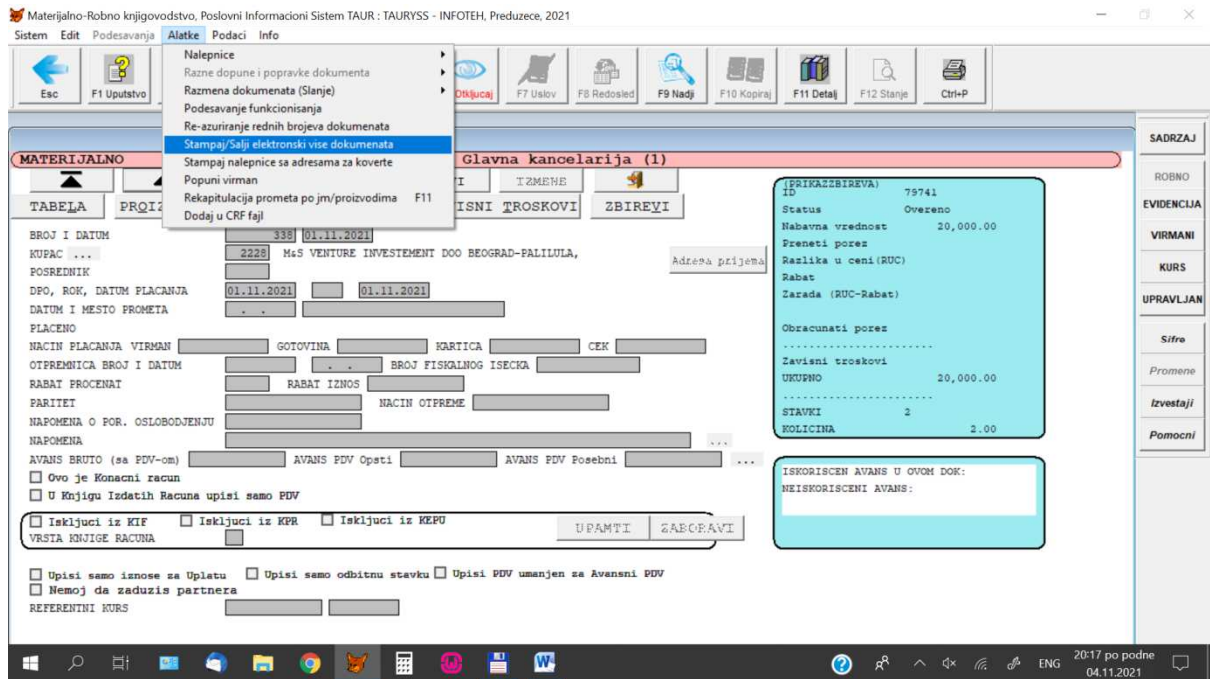 Materijalno-Robno knjigovodstvo, Poslovni Informacioni Sistem TAUR : TAURYSS - INFOTEH, Preduzece, 2021
Sistem Edit Podesavanja Alatke Podaci Info
Esc F1 Uputstvo Otkljucaj F7 Uslov F8 Redosled F9 Nadji F10 Kopiraj F11 Detalj F12 Stanje Ctrl+P
Nalepnice
Razne dopune i popravke dokumenta
Razmena dokumenata (Slanje)
Podesavanje funkcionisanja
Re-azuriranje rednih brojeva dokumenata
Stampaj/Salji elektronski vise dokumenata
Stampaj nalepnice sa adresama za koverte
Popuni virman
Rekapitulacija prometa po jm/proizvodima F11
Dodaj u CRF fajl
MATERIJALNO Glavna kancelarija (1)
IZMENE
TABELA PROIZ ISNI TROSKOVI ZBIREVI
BROJ I DATUM 338 01.11.2021
KUPAC ... 2228 M&S VENTURE INVESTEMENT DOO BEOGRAD-PALILULA, Adresa prijema
POSREDNIK
DPO, ROK, DATUM PLACANJA 01.11.2021 01.11.2021
DATUM I MESTO PROMETA . .
PLACENO
NACIN PLACANJA VIRMAN GOTOVINA KARTICA CEK
OTPREMNICA BROJ I DATUM . . BROJ FISKALNOG ISECKA
RABAT PROCENAT RABAT IZNOS
PARITET NACIN OTPREME
NAPOMENA O POR. OSLOBODJENJU
NAPOMENA ...
AVANS BRUTO (sa PDV-om) AVANS PDV Opsti AVANS PDV Posebni ...
Ovo je Konacni racun
U Knjigu Izdatih Racuna upisi samo PDV
Iskljuci iz KIF Iskljuci iz KPR Iskljuci iz KEPU UPAMTI ZABORAVI
VRSTA KNJIGE RACUNA
Upisi samo iznose za Uplatu Upisi samo odbitnu stavku Upisi PDV umanjen za Avansni PDV
Nemoj da zaduzis partnera
REFERENTNI KURS
(PRIKAZZBIREVA)
ID 79741
Status Overeno
Nabavna vrednost 20,000.00
Preneti porez
Razlika u ceni(RUC)
Rabat
Zarada (RUC-Rabat)
Obracunati porez
Zavisni troskovi
UKUPNO 20,000.00
STAVKI 2
KOLICINA 2.00
ISKORISCEN AVANS U OVOM DOK:
NEISKORISCENI AVANS:
SADRZAJ
ROBNO
EVIDENCIJA
VIRMANI
KURS
UPRAVLJAN
Sifre
Promene
Izvestaji
Pomocni
ENG 20:17 po podne
04.11.2021